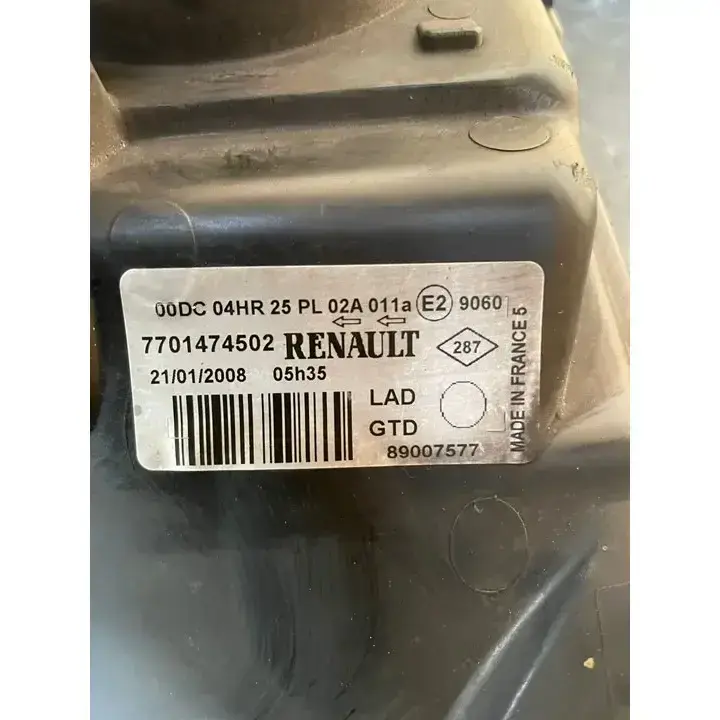 00DC 04HR 25 PL 02A 011a E2 9060
7701474502 RENAULT 287
21/01/2008 05h35
LAD
GTD
89007577
MADE IN FRANCE 5